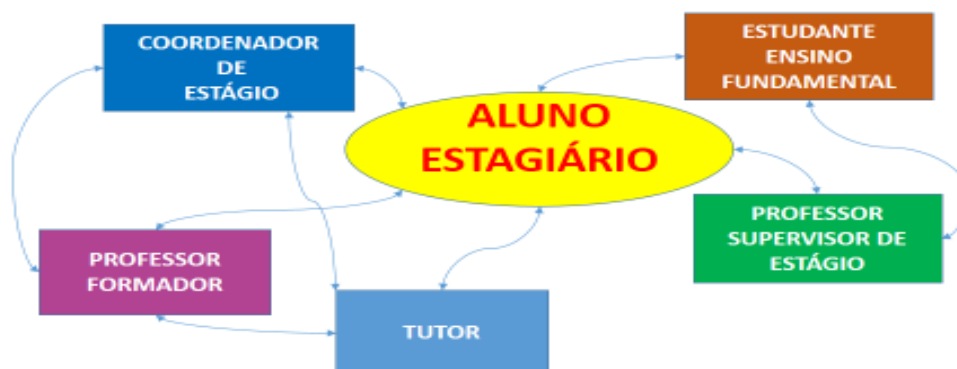 COORDENADOR
DE
ESTÁGIO
ESTUDANTE
ENSINO
FUNDAMENTAL
ALUNO
ESTAGIÁRIO
PROFESSOR
SUPERVISOR DE
ESTÁGIO
PROFESSOR
FORMADOR
TUTOR